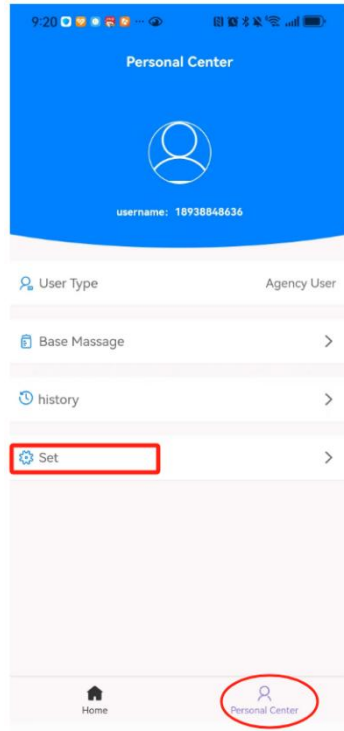 9:20
Personal Center
username: 18938848636
User Type Agency User
Base Massage
history
Set
Home
Personal Center